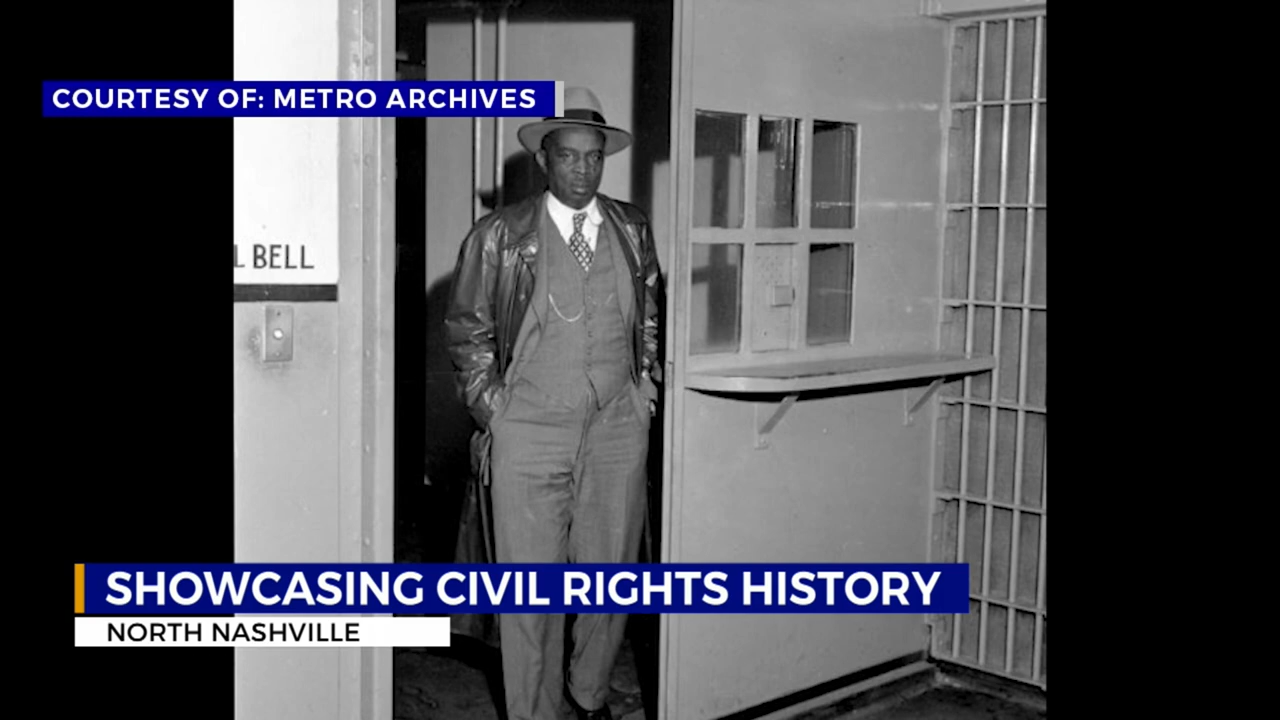 COURTESY OF: METRO ARCHIVES
L BELL
SHOWCASING CIVIL RIGHTS HISTORY
NORTH NASHVILLE